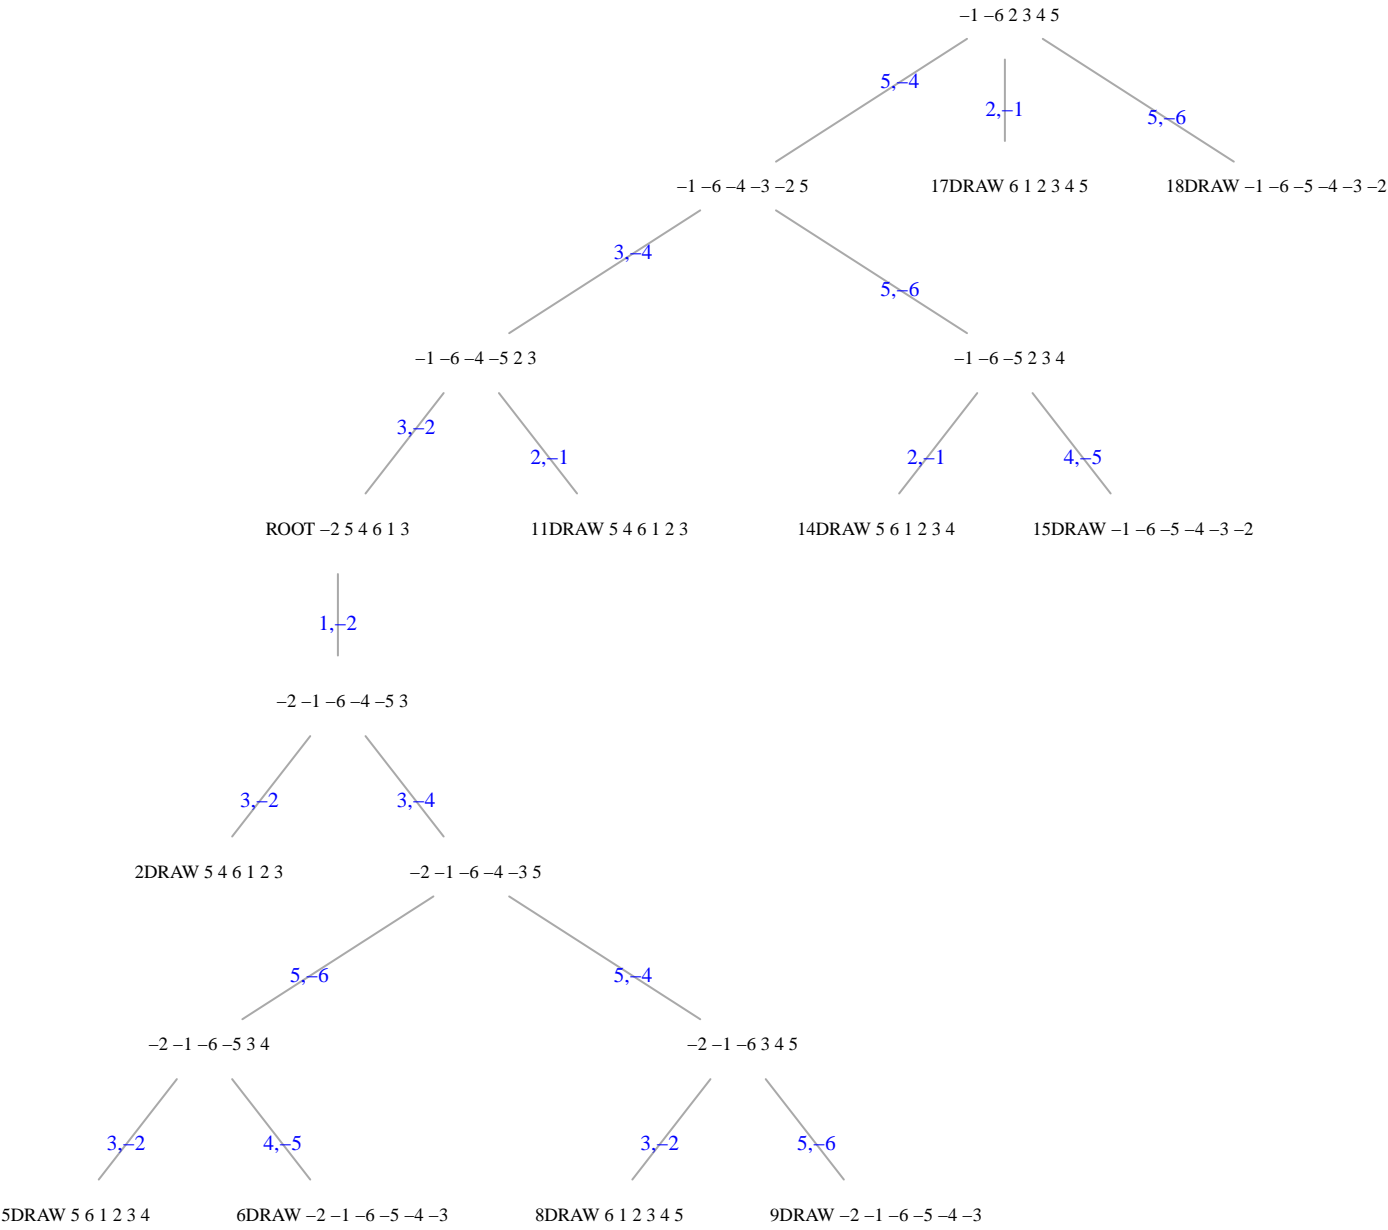 –1 –6 2 3 4 5
5,–4
2,–1
5,–6
–1 –6 –4 –3 –2 5
17DRAW 6 1 2 3 4 5
18DRAW –1 –6 –5 –4 –3 –2
3,–4
5,–6
–1 –6 –4 –5 2 3
–1 –6 –5 2 3 4
3,–2
2,–1
2,–1
4,–5
ROOT –2 5 4 6 1 3
11DRAW 5 4 6 1 2 3
14DRAW 5 6 1 2 3 4
15DRAW –1 –6 –5 –4 –3 –2
1,–2
–2 –1 –6 –4 –5 3
3,–2
3,–4
2DRAW 5 4 6 1 2 3
–2 –1 –6 –4 –3 5
5,–6
5,–4
–2 –1 –6 –5 3 4
–2 –1 –6 3 4 5
3,–2
4,–5
3,–2
5,–6
5DRAW 5 6 1 2 3 4
6DRAW –2 –1 –6 –5 –4 –3
8DRAW 6 1 2 3 4 5
9DRAW –2 –1 –6 –5 –4 –3